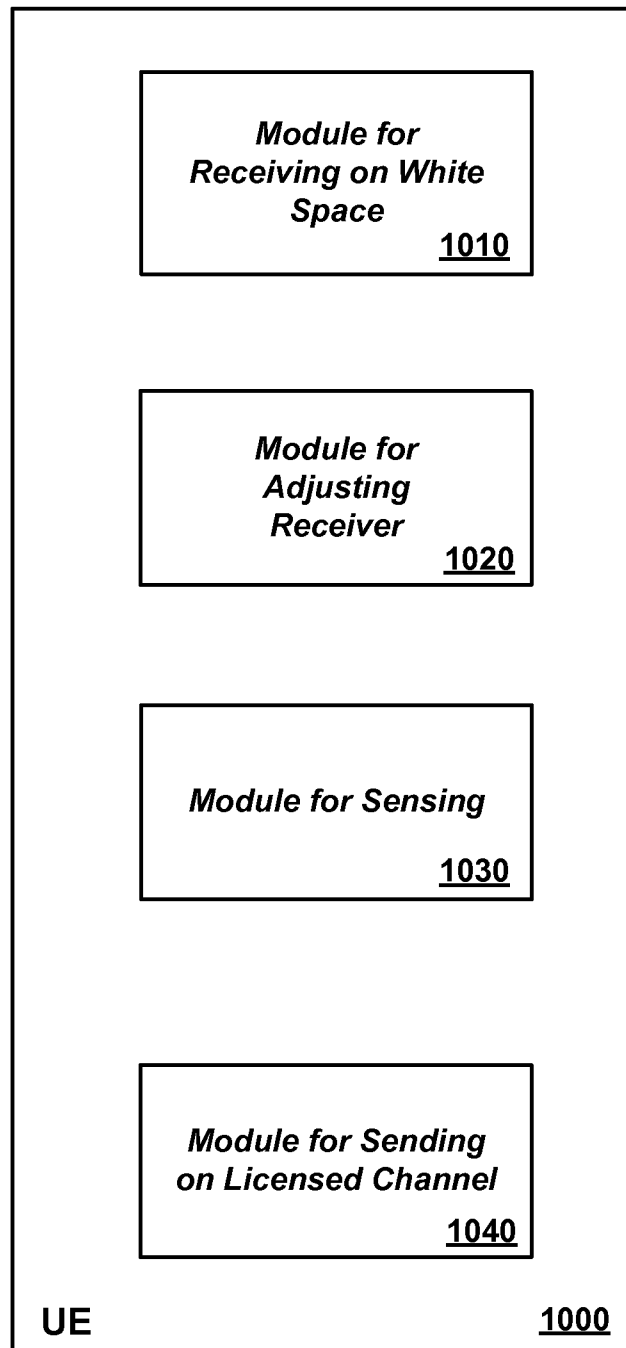 Module for
Receiving on White
Space
1010
Module for
Adjusting
Receiver
1020
Module for Sensing
1030
Module for Sending
on Licensed Channel
1040
UE 1000